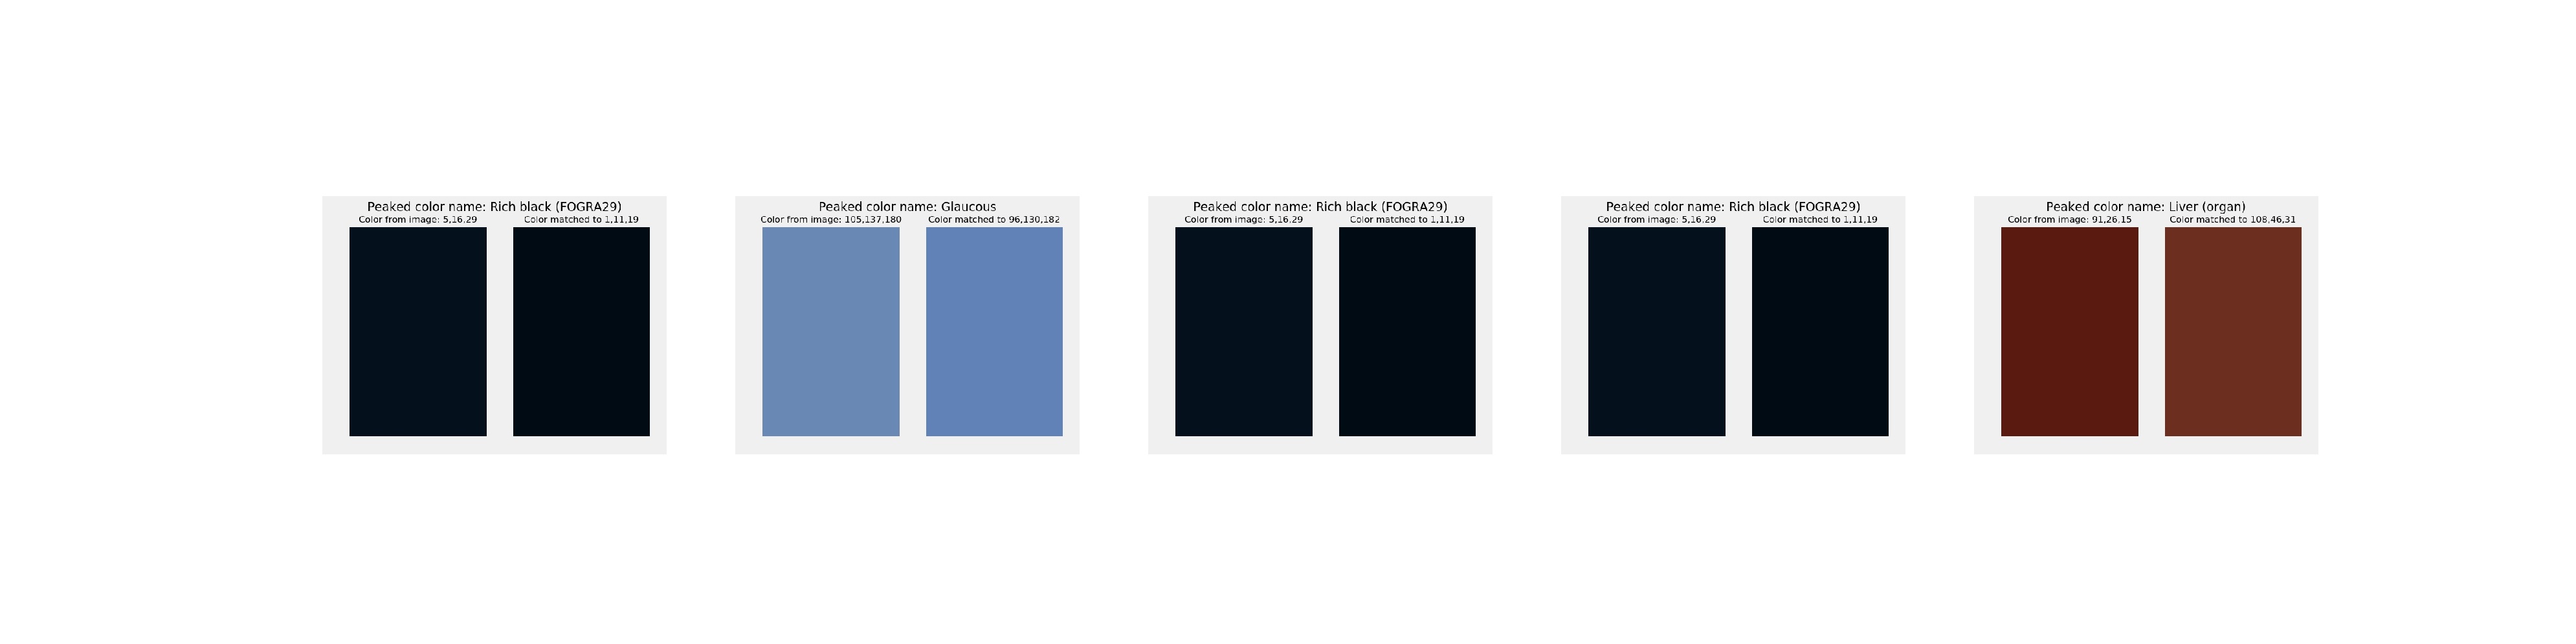 Peaked color name: Rich black (FOGRA29)
Color from image: 5,16,29
Color matched to 1,11,19
Peaked color name: Glaucous
Color from image: 105,137,180
Color matched to 96,130,182
Peaked color name: Rich black (FOGRA29)
Color from image: 5,16,29
Color matched to 1,11,19
Peaked color name: Rich black (FOGRA29)
Color from image: 5,16,29
Color matched to 1,11,19
Peaked color name: Liver (organ)
Color from image: 91,26,15
Color matched to 108,46,31